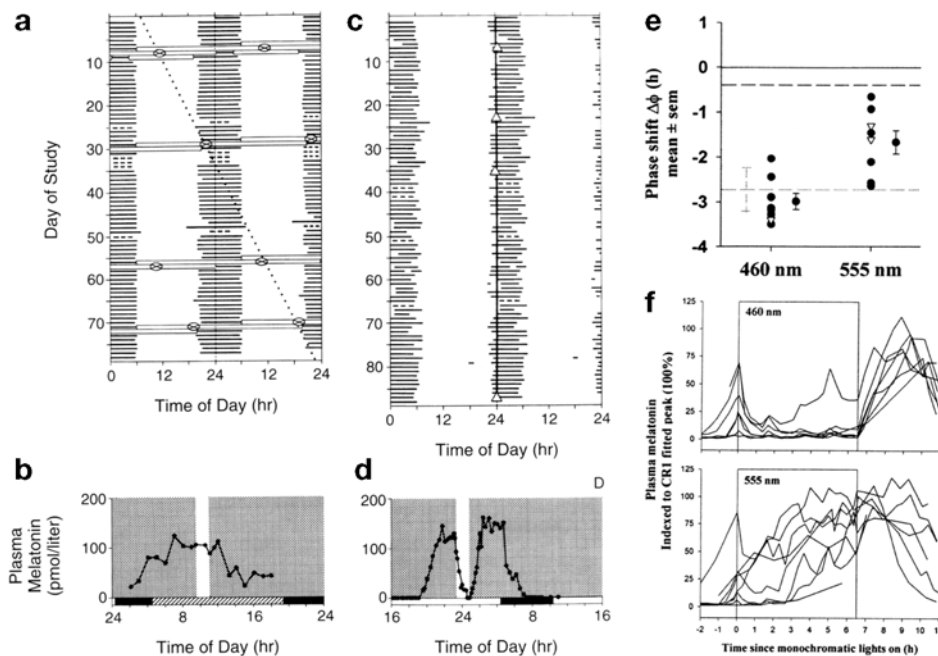 a
10
20
30
40
50
60
70
Day of Study
0 12 24 12 24
Time of Day (hr)
c
10
20
30
40
50
60
70
80
0 12 24 12 24
Time of Day (hr)
e
0
-1
-2
-3
-4
Phase shift Δϕ (h)
mean ± sem
460 nm 555 nm
b
200
100
0
Plasma
Melatonin
(pmol/liter)
24 8 16 24
Time of Day (hr)
d
D
200
100
0
16 24 8 16
Time of Day (hr)
f
460 nm
125
100
75
50
25
0
555 nm
125
100
75
50
25
0
Plasma melatonin
Indexed to CR1 fitted peak (100%)
-2 -1 0 1 2 3 4 5 6 7 8 9 10 11
Time since monochromatic lights on (h)